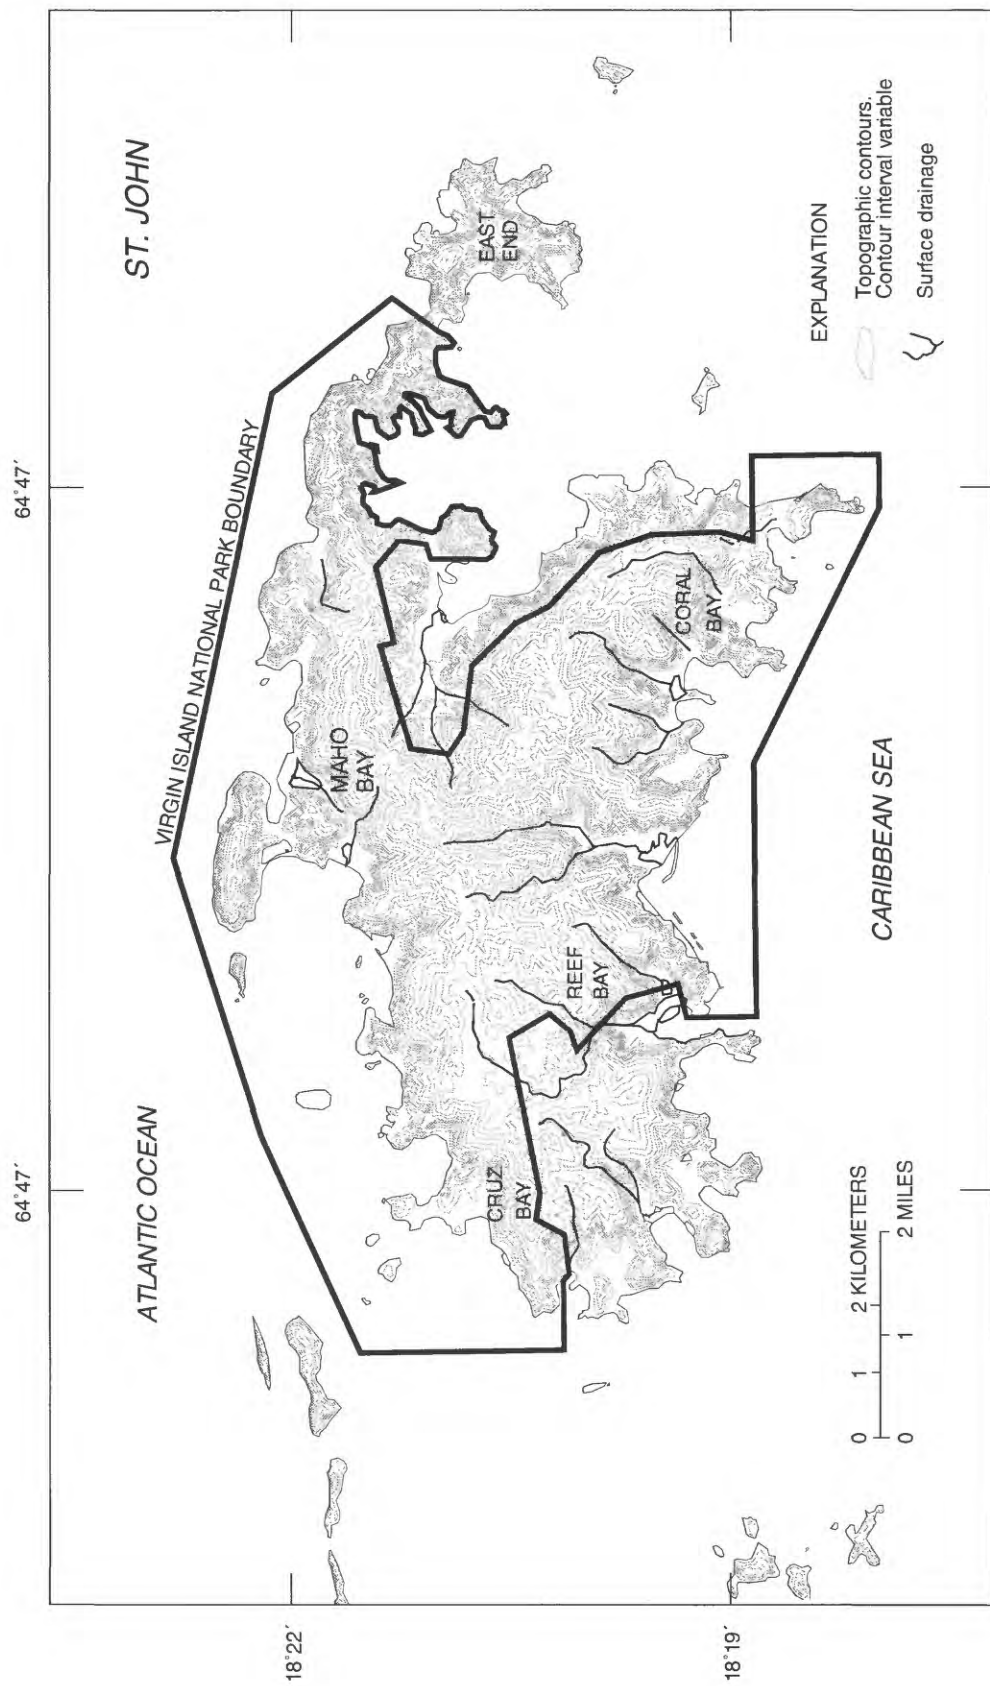 ST. JOHN
ATLANTIC OCEAN
VIRGIN ISLAND NATIONAL PARK BOUNDARY
64°47′
64°47′
18°22′
18°19′
MAHO
BAY
EAST
END
CRUZ
BAY
REEF
BAY
CORAL
BAY
CARIBBEAN SEA
EXPLANATION
Topographic contours.
Contour interval variable
Surface drainage
0 1 2 KILOMETERS
0 1 2 MILES